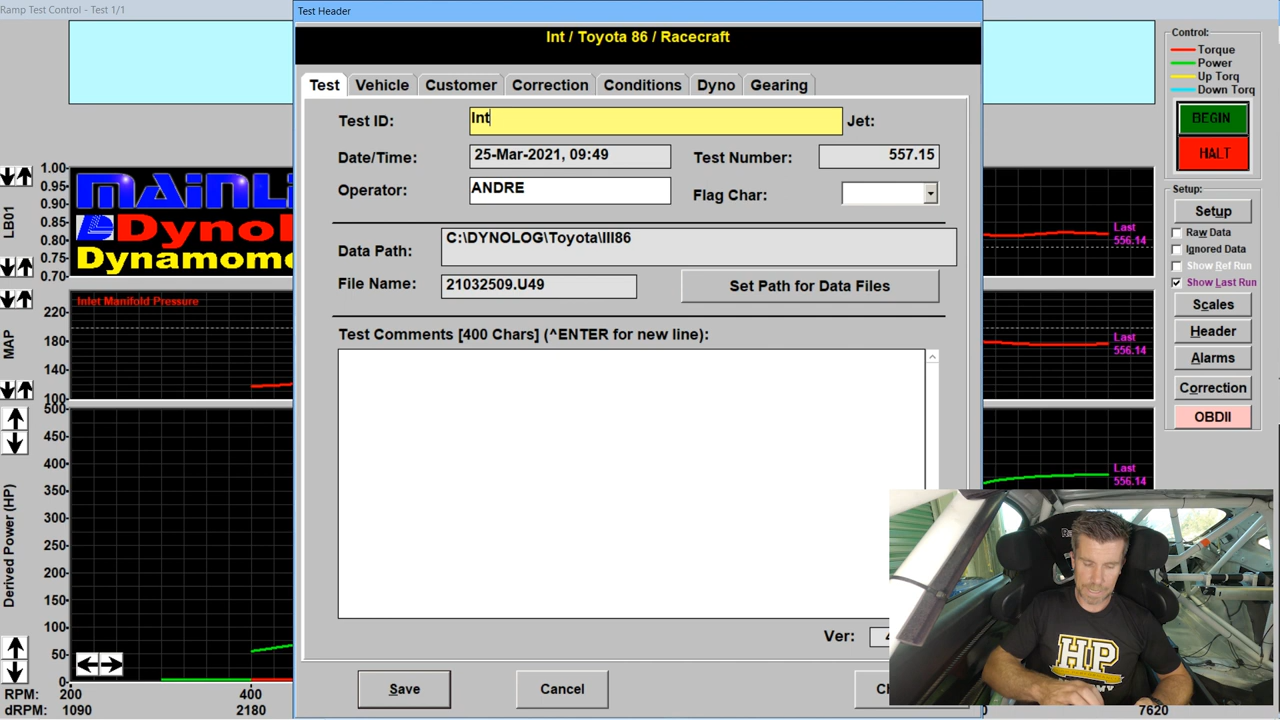 Ramp Test Control - Test 1/1
Test Header
Int / Toyota 86 / Racecraft
Test Vehicle Customer Correction Conditions Dyno Gearing
Test ID: Int Jet:
Date/Time: 25-Mar-2021, 09:49 Test Number: 557.15
Operator: ANDRE Flag Char:
Data Path: C:\DYNOLOG\Toyota\III86
File Name: 21032509.U49 Set Path for Data Files
Test Comments [400 Chars] (^ENTER for new line):
Ver:
Save Cancel
Control:
Torque
Power
Up Torq
Down Torq
BEGIN
HALT
Setup:
Setup
Raw Data
Ignored Data
Show Ref Run
Show Last Run
Scales
Header
Alarms
Correction
OBDII
LB01
1.00
0.95
0.90
0.85
0.80
0.75
0.70
Last
556.14
MAP
Inlet Manifold Pressure
220
180
140
100
Last
556.14
Derived Power (HP)
500
450
400
350
300
250
200
150
100
50
0
Last
556.14
RPM: 200 400
dRPM: 1090 2180 7620
HP